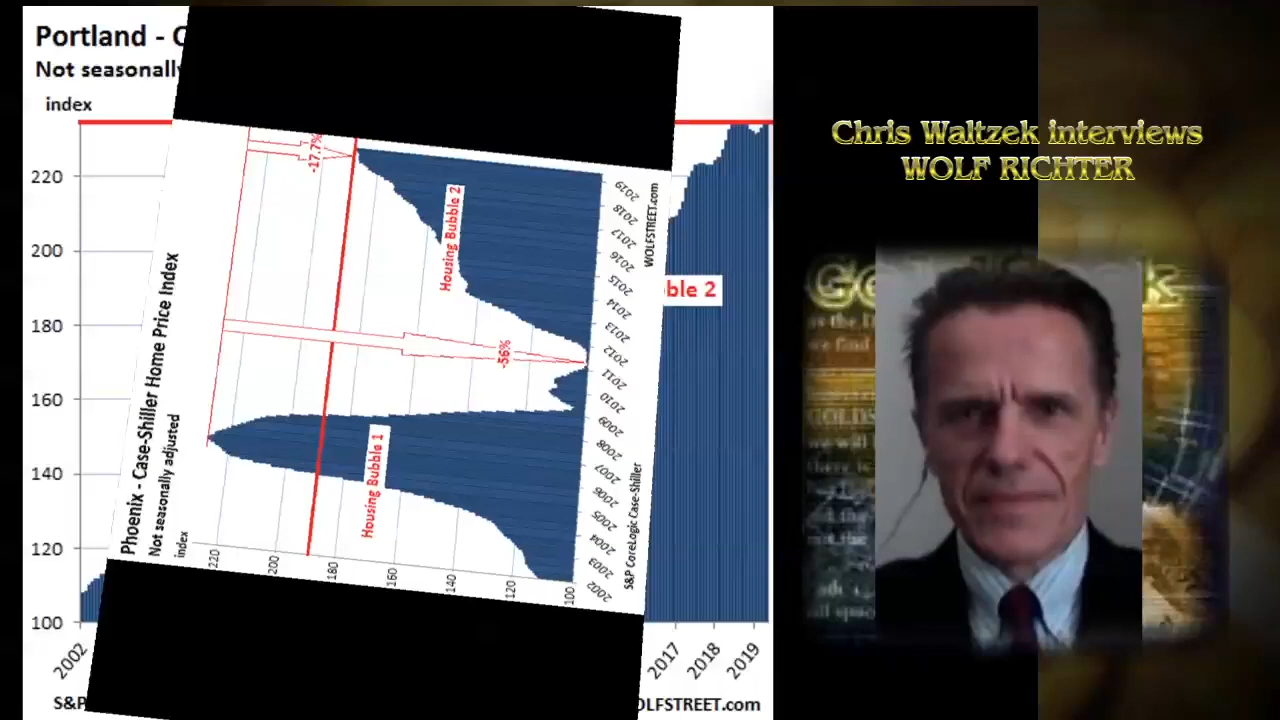 Portland - C
Not seasonally
index
220
200
180
160
140
120
100
2002
2017
2018
2019
S&P
OLFSTREET.com
ble 2
Phoenix - Case-Shiller Home Price Index
Not seasonally adjusted
index
220
200
180
160
140
120
100
-17.7%
-56%
Housing Bubble 1
Housing Bubble 2
2002
2003
2004
2005
2006
2007
2008
2009
2010
2011
2012
2013
2014
2015
2016
2017
2018
2019
S&P CoreLogic Case-Shiller
WOLFSTREET.com
Chris Waltzek interviews
WOLF RICHTER